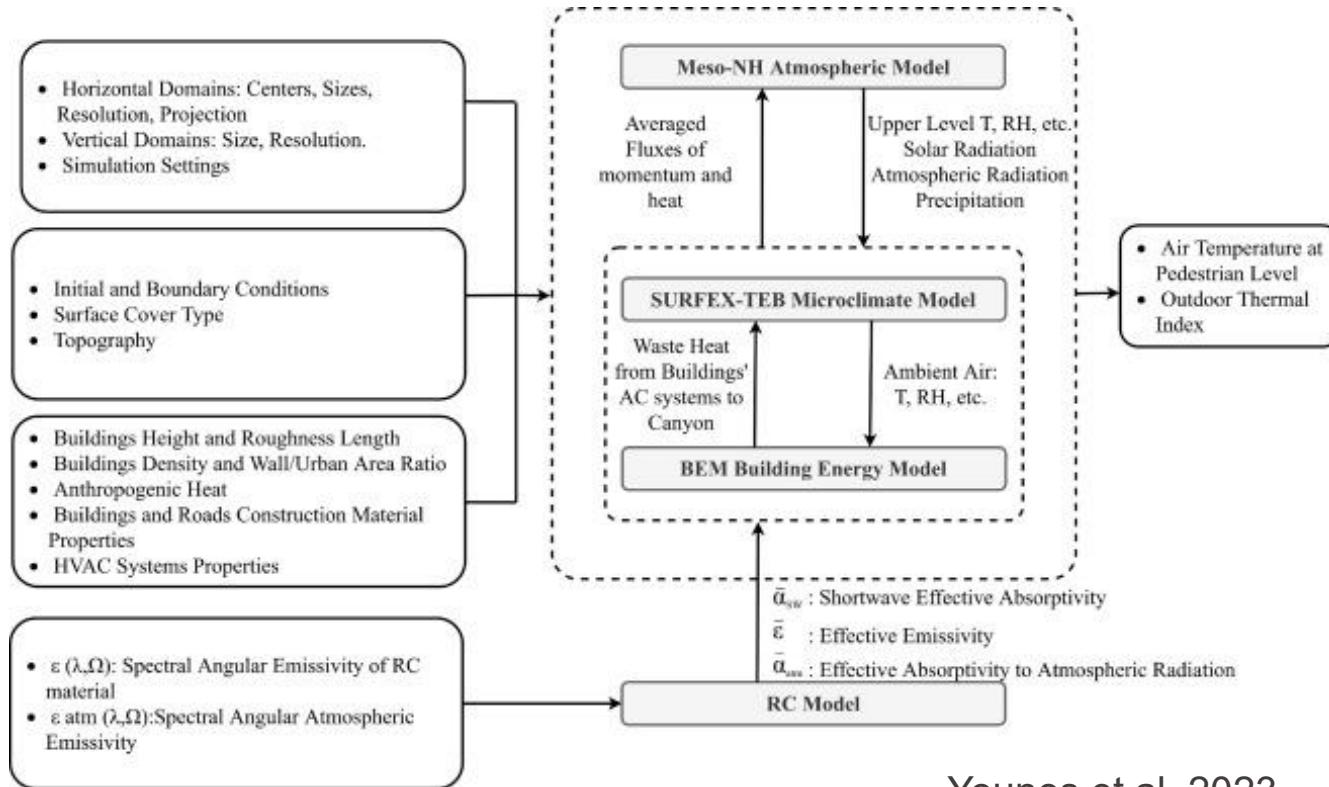 • Horizontal Domains: Centers, Sizes,
Resolution, Projection
• Vertical Domains: Size, Resolution.
• Simulation Settings
• Initial and Boundary Conditions
• Surface Cover Type
• Topography
• Buildings Height and Roughness Length
• Buildings Density and Wall/Urban Area Ratio
• Anthropogenic Heat
• Buildings and Roads Construction Material
Properties
• HVAC Systems Properties
• ε (λ,Ω): Spectral Angular Emissivity of RC
material
• ε atm (λ,Ω):Spectral Angular Atmospheric
Emissivity
Meso-NH Atmospheric Model
Averaged
Fluxes of
momentum and
heat
Upper Level T, RH, etc.
Solar Radiation
Atmospheric Radiation
Precipitation
SURFEX-TEB Microclimate Model
Waste Heat
from Buildings'
AC systems to
Canyon
Ambient Air:
T, RH, etc.
BEM Building Energy Model
ᾱ : Shortwave Effective Absorptivity
ε̄ : Effective Emissivity
ᾱ : Effective Absorptivity to Atmospheric Radiation
RC Model
• Air Temperature at
Pedestrian Level
• Outdoor Thermal
Index
Younes et al. 2023